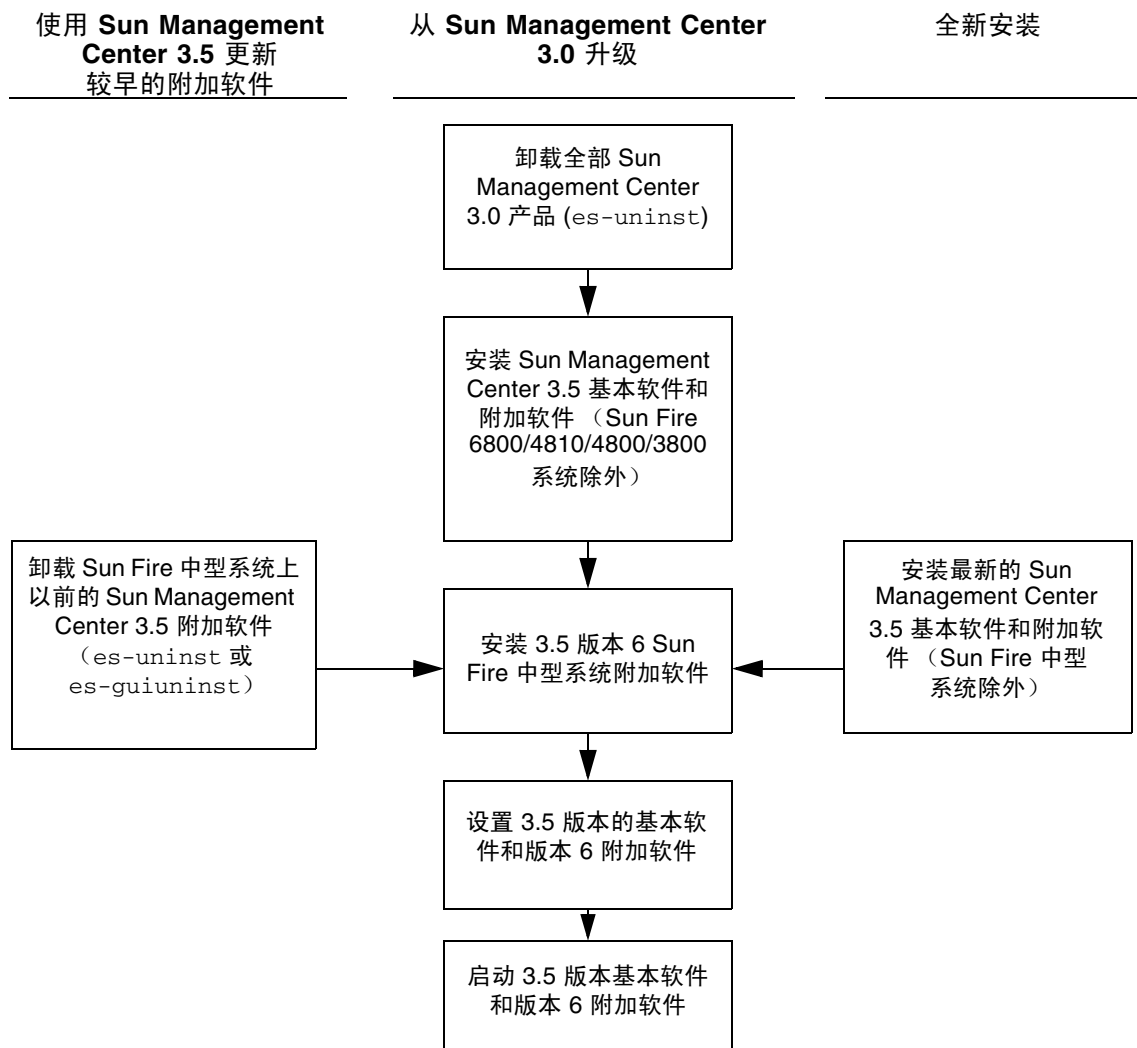 使用 Sun Management
Center 3.5 更新
较早的附加软件
从 Sun Management Center
3.0 升级
全新安装
卸载全部 Sun
Management Center
3.0 产品 (es-uninst)
安装 Sun Management
Center 3.5 基本软件和
附加软件 （Sun Fire
6800/4810/4800/3800
系统除外）
卸载 Sun Fire 中型系统上
以前的 Sun Management
Center 3.5 附加软件
（es-uninst 或
es-guiuninst）
安装 3.5 版本 6 Sun
Fire 中型系统附加软件
安装最新的 Sun
Management Center
3.5 基本软件和附加软
件 （Sun Fire 中型
系统除外）
设置 3.5 版本的基本软
件和版本 6 附加软件
启动 3.5 版本基本软件
和版本 6 附加软件